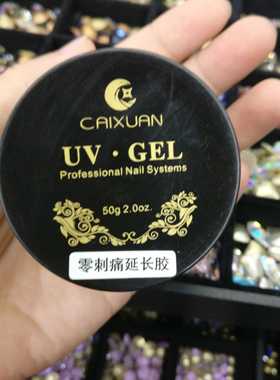 CAIXUAN
UV · GEL
Professional Nail Systems
50g 2.0oz.
零刺痛延长胶